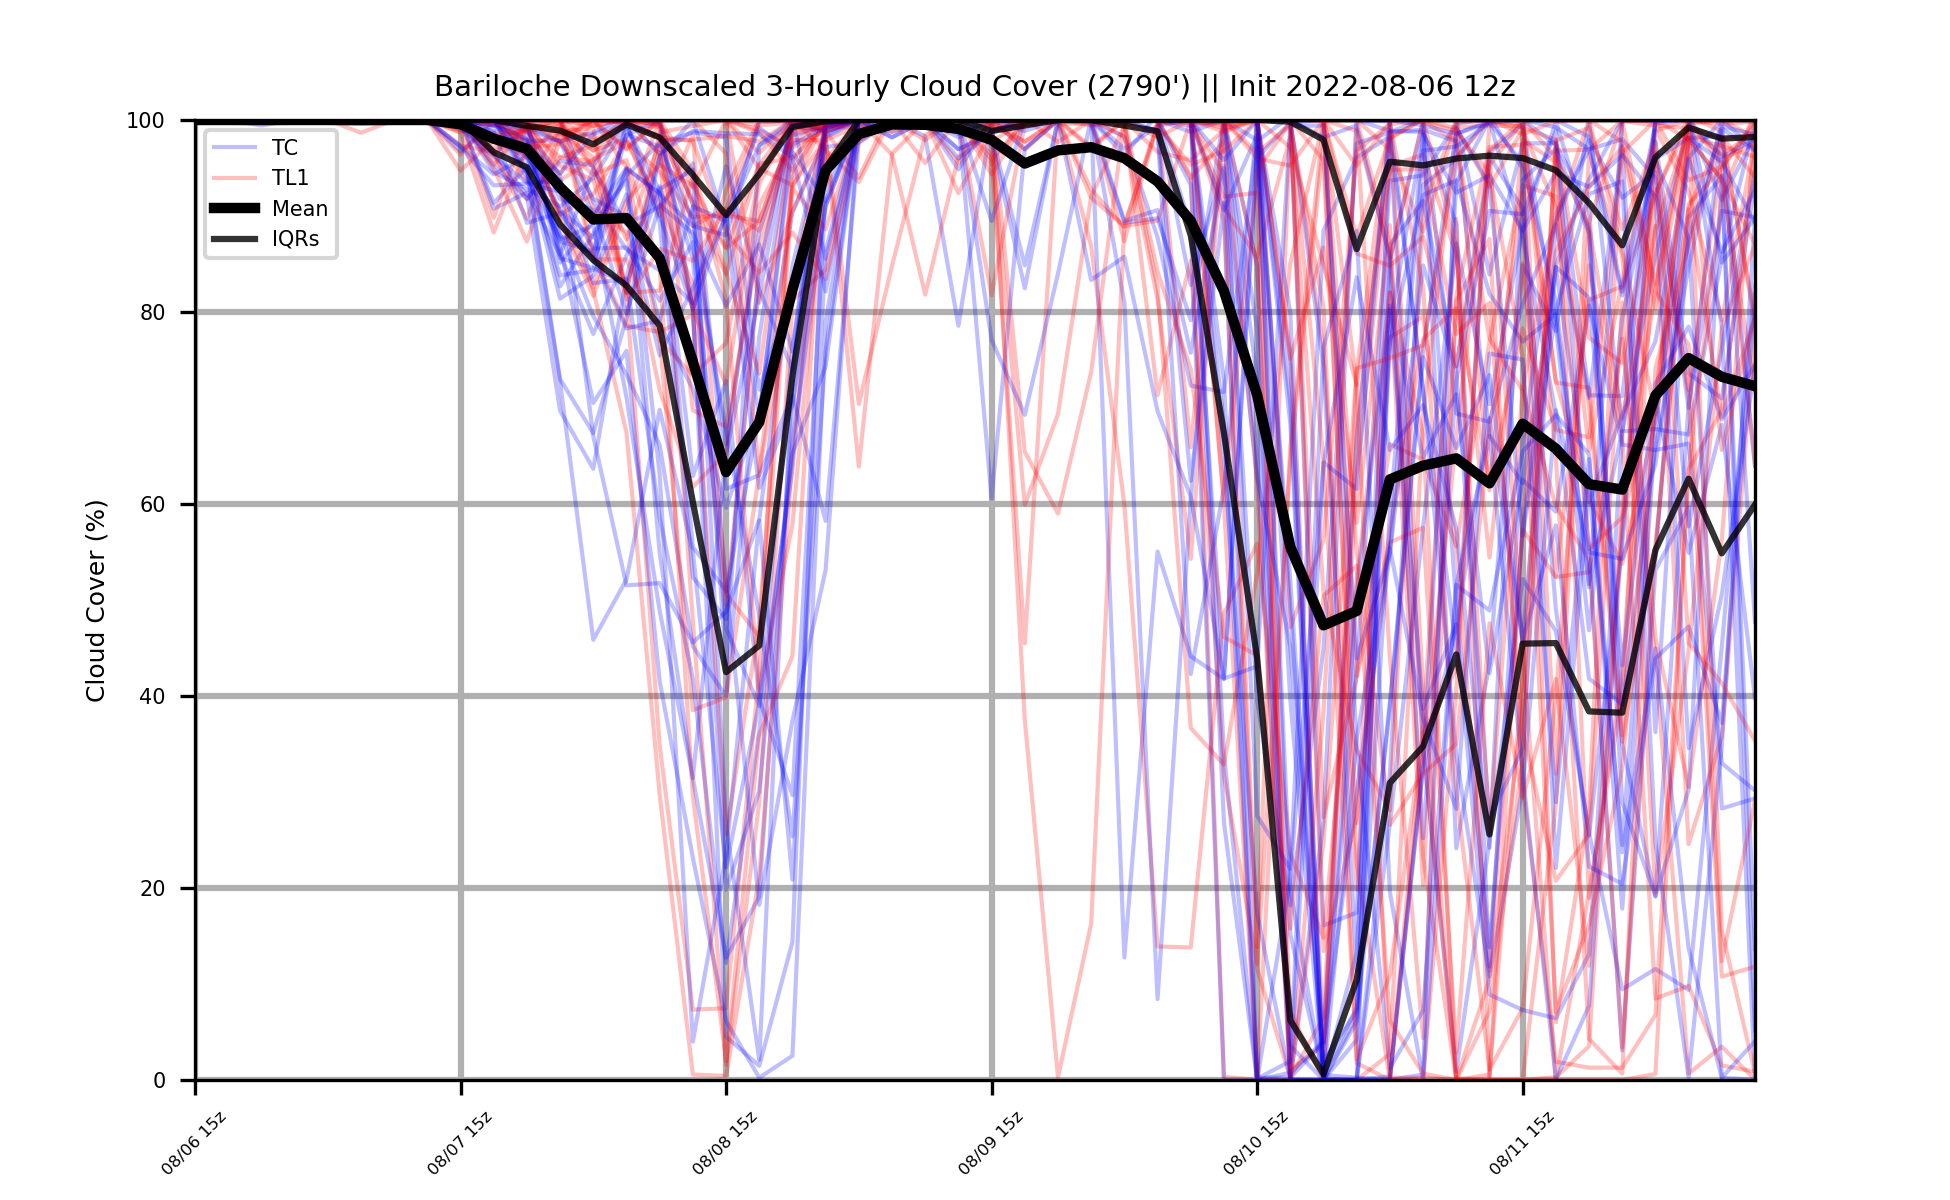 Bariloche Downscaled 3-Hourly Cloud Cover (2790') || Init 2022-08-06 12z
Cloud Cover (%)
100
80
60
40
20
0
TC
TL1
Mean
IQRs
08/06 15z
08/07 15z
08/08 15z
08/09 15z
08/10 15z
08/11 15z